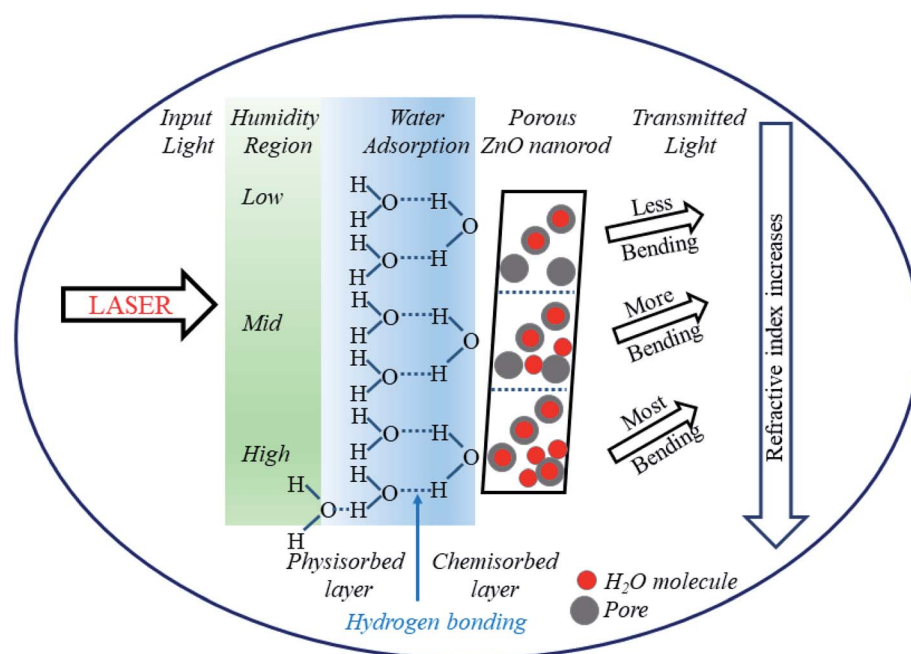 Input
Light
Humidity
Region
Water
Adsorption
Porous
ZnO nanorod
Transmitted
Light
Low
Mid
High
LASER
H
H
O
H
H
O
H
H
O
H
H
O
H
H
O
H
H
O
H
H
O
H
H
O
H
H
O
H
H
O
Less
Bending
More
Bending
Most
Bending
Refractive index increases
Physisorbed
layer
Chemisorbed
layer
Hydrogen bonding
H₂O molecule
Pore